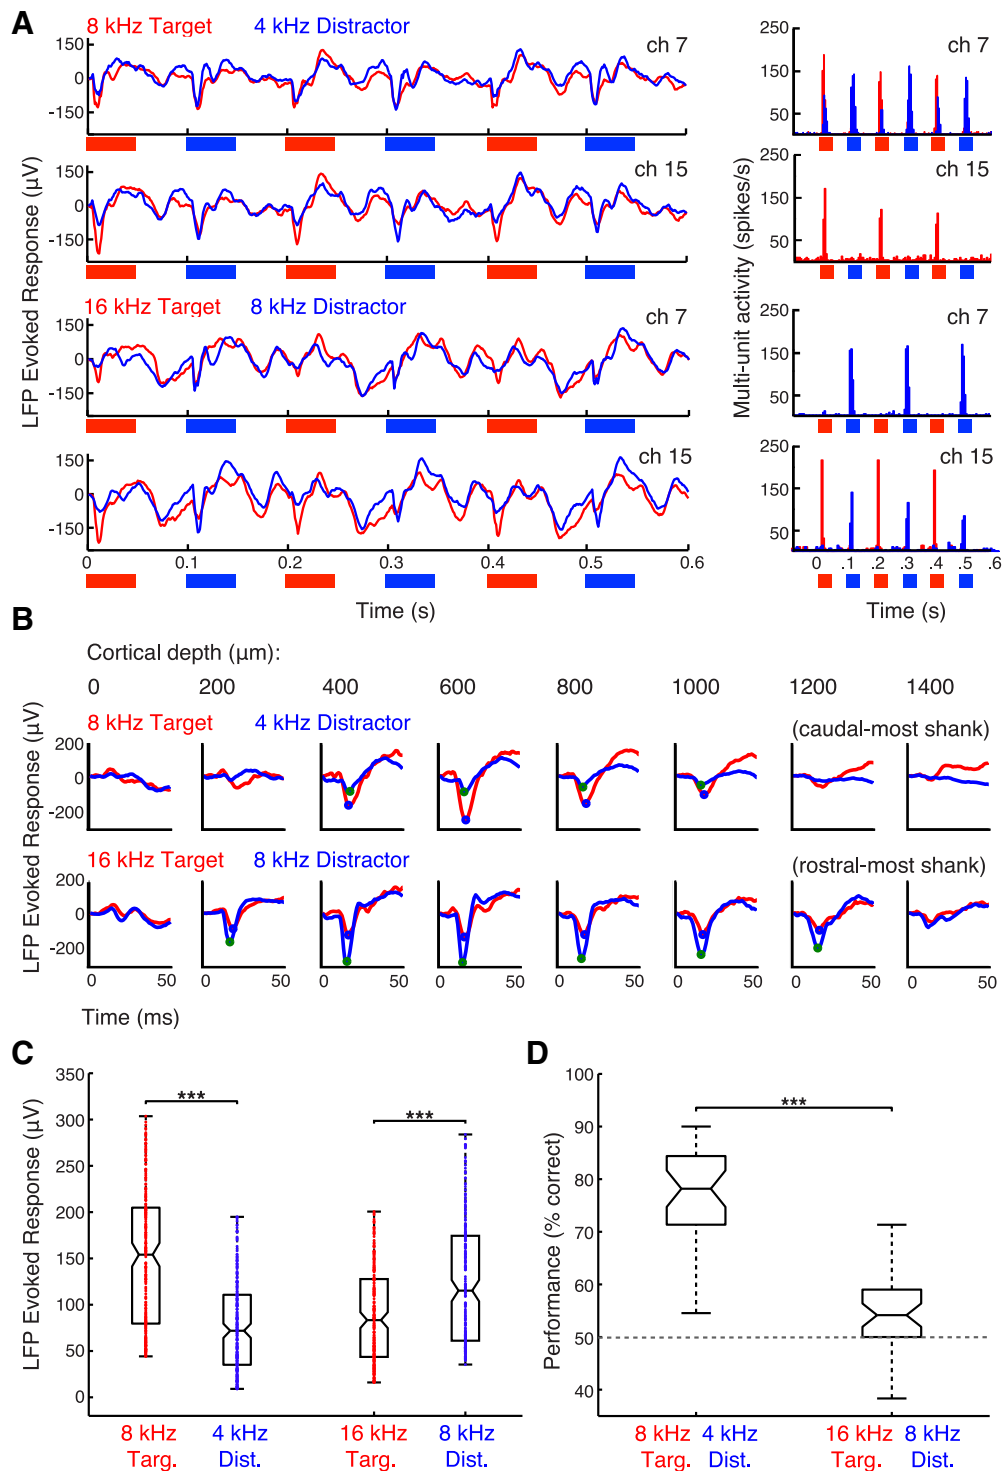 A
8 kHz Target 4 kHz Distractor
150
0
-150
ch 7
150
0
-150
ch 15
16 kHz Target 8 kHz Distractor
150
0
-150
ch 7
150
0
-150
ch 15
LFP Evoked Response (µV)
LFP Evoked Response (µV)
0 0.1 0.2 0.3 0.4 0.5 0.6
Time (s)
250
150
50
ch 7
250
150
50
ch 15
250
150
50
ch 7
250
150
50
ch 15
Multi-unit activity (spikes/s)
0 .1 .2 .3 .4 .5 .6
Time (s)
B
Cortical depth (µm):
0 200 400 600 800 1000 1200 1400
8 kHz Target 4 kHz Distractor (caudal-most shank)
200
0
-200
LFP Evoked Response (µV)
16 kHz Target 8 kHz Distractor (rostral-most shank)
200
0
-200
LFP Evoked Response (µV)
0 50 0 50 0 50 0 50 0 50 0 50 0 50 0 50
Time (ms)
C
350
300
250
200
150
100
50
0
LFP Evoked Response (µV)
*** ***
8 kHz 4 kHz 16 kHz 8 kHz
Targ. Dist. Targ. Dist.
D
100
90
80
70
60
50
40
Performance (% correct)
***
8 kHz 4 kHz 16 kHz 8 kHz
Targ. Dist. Targ. Dist.